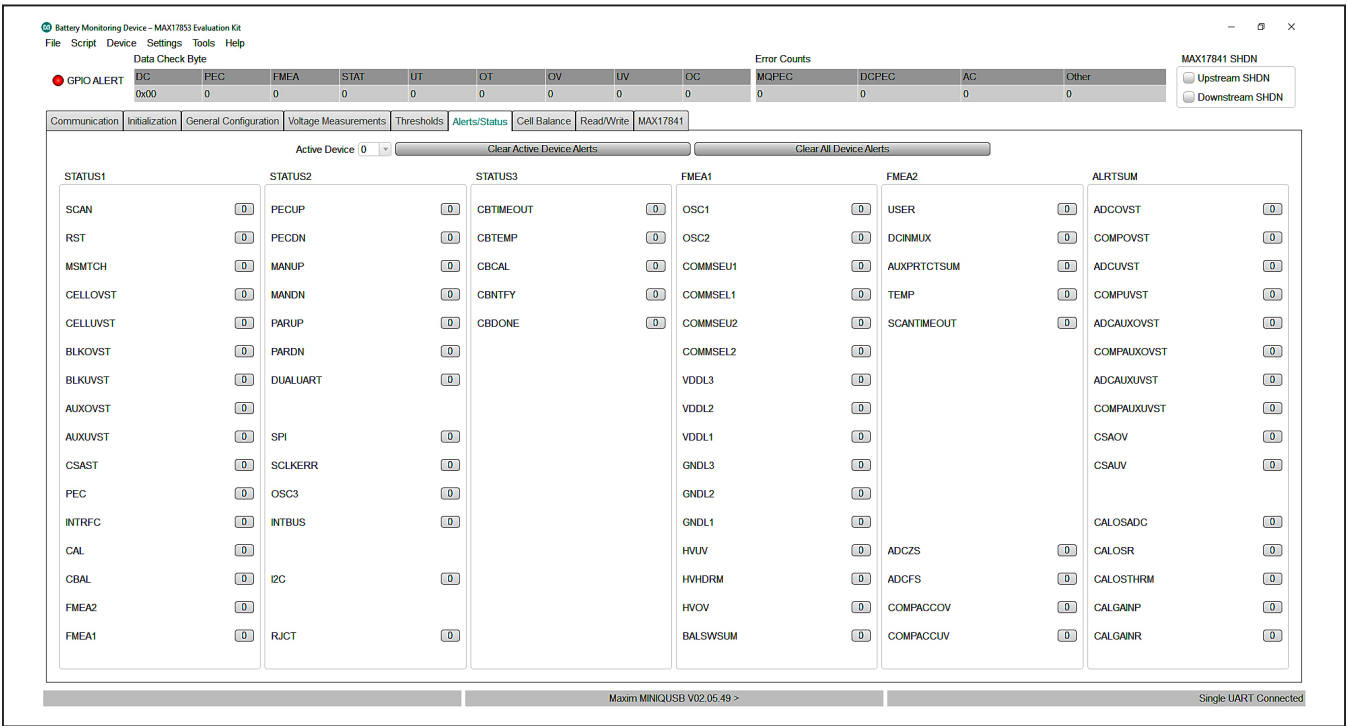 Battery Monitoring Device – MAX17853 Evaluation Kit
File Script Device Settings Tools Help
Data Check Byte Error Counts MAX17841 SHDN
GPIO ALERT DC PEC FMEA STAT UT OT OV UV OC MQPEC DCPEC AC Other Upstream SHDN
0x00 0 0 0 0 0 0 0 0 0 0 0 0 Downstream SHDN
Communication Initialization General Configuration Voltage Measurements Thresholds Alerts/Status Cell Balance Read/Write MAX17841
Active Device 0 Clear Active Device Alerts Clear All Device Alerts
STATUS1 STATUS2 STATUS3 FMEA1 FMEA2 ALRTSUM
SCAN 0 PECUP 0 CBTIMEOUT 0 OSC1 0 USER 0 ADCOVST 0
RST 0 PECDN 0 CBTEMP 0 OSC2 0 DCINMUX 0 COMPOVST 0
MSMTCH 0 MANUP 0 CBCAL 0 COMMSEU1 0 AUXPRTCTSUM 0 ADCUVST 0
CELLOVST 0 MANDN 0 CBNTFY 0 COMMSEL1 0 TEMP 0 COMPUVST 0
CELLUVST 0 PARUP 0 CBDONE 0 COMMSEU2 0 SCANTIMEOUT 0 ADCAUXOVST 0
BLKOVST 0 PARDN 0 COMMSEL2 0 COMPAUXOVST 0
BLKUVST 0 DUALUART 0 VDDL3 0 ADCAUXUVST 0
AUXOVST 0 VDDL2 0 COMPAUXUVST 0
AUXUVST 0 SPI 0 VDDL1 0 CSAOV 0
CSAST 0 SCLKERR 0 GNDL3 0 CSAUV 0
PEC 0 OSC3 0 GNDL2 0
INTRFC 0 INTBUS 0 GNDL1 0 CALOSADC 0
CAL 0 HVUV 0 ADCZS 0 CALOSR 0
CBAL 0 I2C 0 HVHDRM 0 ADCFS 0 CALOSTHRM 0
FMEA2 0 HVOV 0 COMPACCOV 0 CALGAINP 0
FMEA1 0 RJCT 0 BALSWSUM 0 COMPACCUV 0 CALGAINR 0
Maxim MINIQUSB V02.05.49 > Single UART Connected